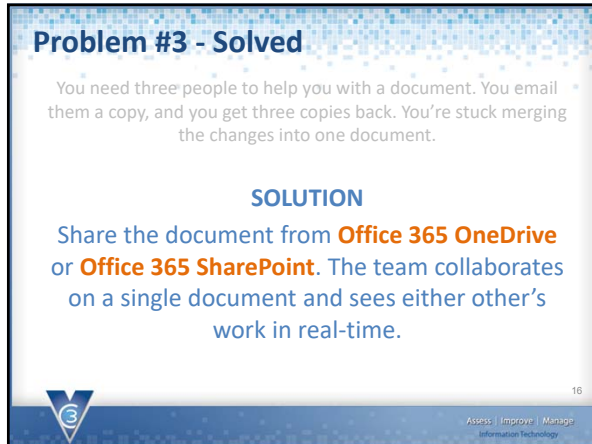 Problem #3 - Solved
You need three people to help you with a document. You email
them a copy, and you get three copies back. You’re stuck merging
the changes into one document.
SOLUTION
Share the document from Office 365 OneDrive
or Office 365 SharePoint. The team collaborates
on a single document and sees either other’s
work in real-time.
16
C3
Assess | Improve | Manage
Information Technology